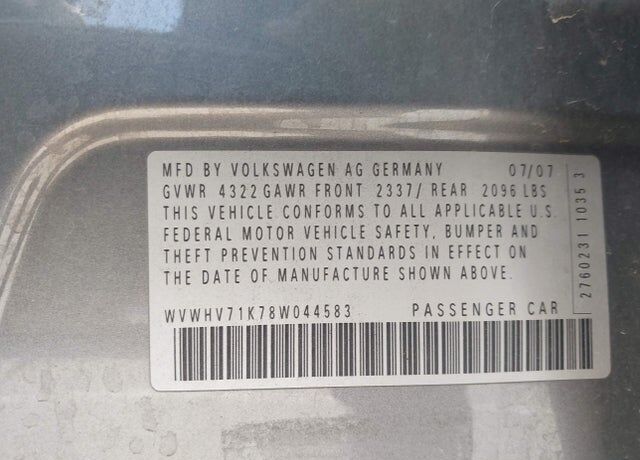 MFD BY VOLKSWAGEN AG GERMANY 07/07
GVWR 4322 GAWR FRONT 2337/ REAR 2096 LBS
THIS VEHICLE CONFORMS TO ALL APPLICABLE U.S.
FEDERAL MOTOR VEHICLE SAFETY, BUMPER AND
THEFT PREVENTION STANDARDS IN EFFECT ON
THE DATE OF MANUFACTURE SHOWN ABOVE.
WVWHV71K78W044583 PASSENGER CAR
2760231 1035 3